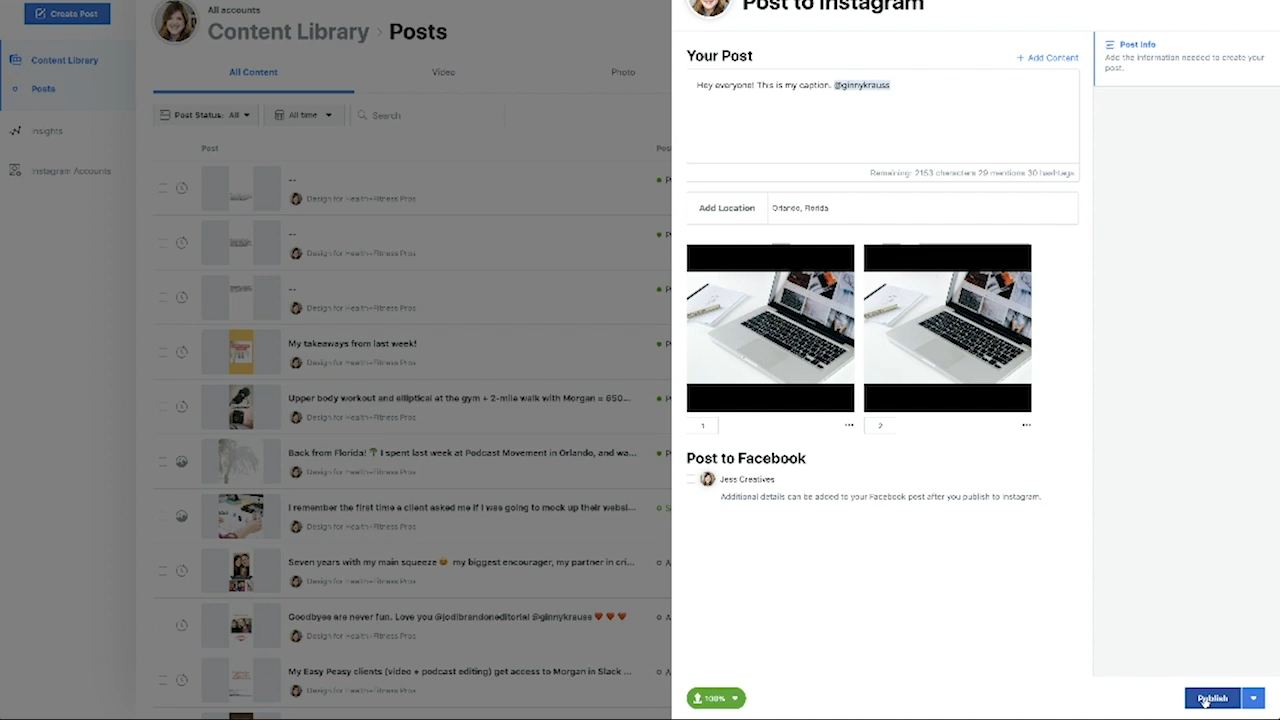 Create Post
Content Library
Posts
Insights
Instagram Accounts
All accounts
Content Library > Posts
All Content
Video
Photo
Post Status: All
All time
Search
Post
--
Design for Health+Fitness Pros
--
Design for Health+Fitness Pros
--
Design for Health+Fitness Pros
My takeaways from last week!
Design for Health+Fitness Pros
Upper body workout and elliptical at the gym + 2-mile walk with Morgan = 650...
Design for Health+Fitness Pros
Back from Florida! 🌴 I spent last week at Podcast Movement in Orlando, and wa...
Design for Health+Fitness Pros
I remember the first time a client asked me if I was going to mock up their websi...
Design for Health+Fitness Pros
Seven years with my main squeeze 😍 my biggest encourager, my partner in cri...
Design for Health+Fitness Pros
Goodbyes are never fun. Love you @jodibrandoneditorial @ginnykrauss ❤️ ❤️ ❤️
Design for Health+Fitness Pros
My Easy Peasy clients (video + podcast editing) get access to Morgan in Slack ...
Design for Health+Fitness Pros
Post to Instagram
Your Post
+ Add Content
Hey everyone! This is my caption. @ginnykrauss
Remaining: 2153 characters 29 mentions 30 hashtags
Add Location
Orlando, Florida
1
...
2
...
Post to Facebook
Jess Creatives
Additional details can be added to your Facebook post after you publish to Instagram.
100%
Publish
Post Info
Add the information needed to create your
post.